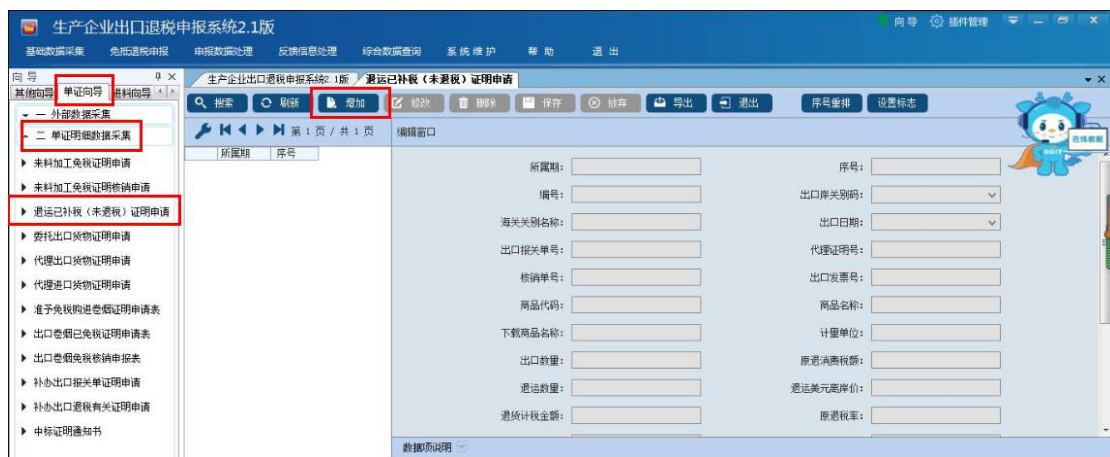 生产企业出口退税申报系统2.1版
向导 插件管理
基础数据采集 免抵退税申报 申报数据处理 反馈信息处理 综合数据查询 系统维护 帮助 退出
向导
其他向导 单证向导 进料向导
生产企业出口退税申报系统2.1版 退运已补税（未退税）证明申请
搜索 刷新 增加 修改 删除 保存 放弃 导出 退出 序号重排 设置标志
一 外部数据采集
二 单证明细数据采集
来料加工免税证明申请
来料加工免税证明核销申请
退运已补税（未退税）证明申请
委托出口货物证明申请
代理出口货物证明申请
代理进口货物证明申请
准予免税购进卷烟证明申请表
出口卷烟已免税证明申请表
出口卷烟免税核销申报表
补办出口报关单证明申请
补办出口退税有关证明申请
中标证明通知书
第1页/共1页
所属期 序号
编辑窗口
在线客服
所属期： 序号：
编号： 出口岸关别码：
海关关别名称： 出口日期：
出口报关单号： 代理证明号：
核销单号： 出口发票号：
商品代码： 商品名称：
下载商品名称： 计量单位：
出口数量： 原退消费税额：
退运数量： 退运美元离岸价：
退货计税金额： 原退税率：
数据项说明